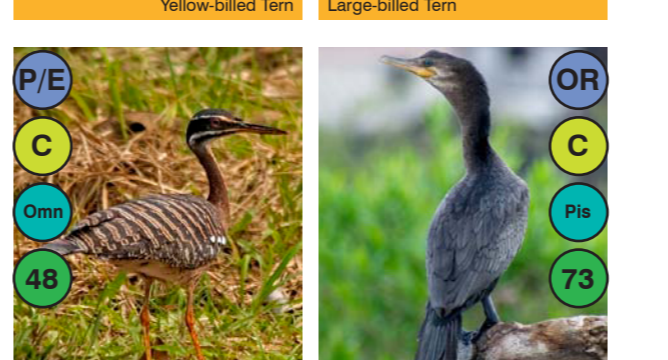 Yellow-billed Tern
Large-billed Tern
P/E
C
Omn
48
OR
C
Pis
73